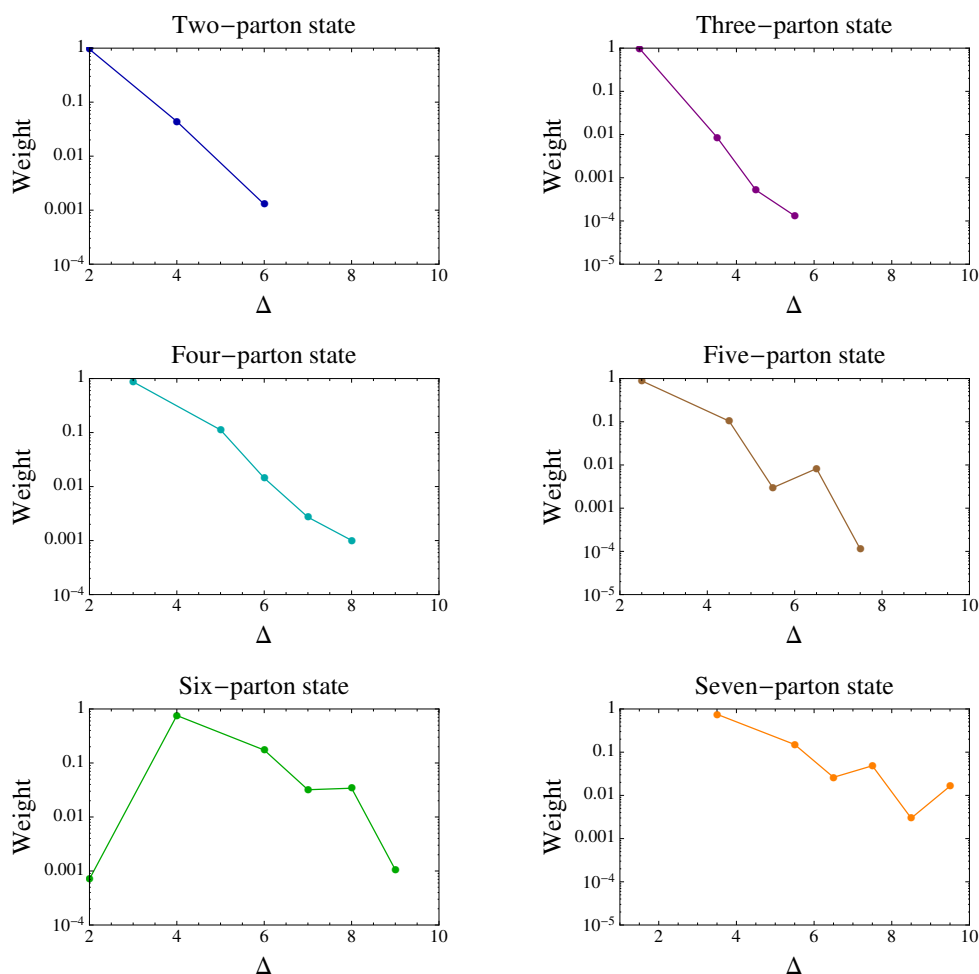 Two−parton state
Weight
1
0.1
0.01
0.001
10⁻⁴
2 4 6 8 10
Δ
Three−parton state
Weight
1
0.1
0.01
0.001
10⁻⁴
10⁻⁵
2 4 6 8 10
Δ
Four−parton state
Weight
1
0.1
0.01
0.001
10⁻⁴
2 4 6 8 10
Δ
Five−parton state
Weight
1
0.1
0.01
0.001
10⁻⁴
10⁻⁵
2 4 6 8 10
Δ
Six−parton state
Weight
1
0.1
0.01
0.001
10⁻⁴
2 4 6 8 10
Δ
Seven−parton state
Weight
1
0.1
0.01
0.001
10⁻⁴
10⁻⁵
2 4 6 8 10
Δ